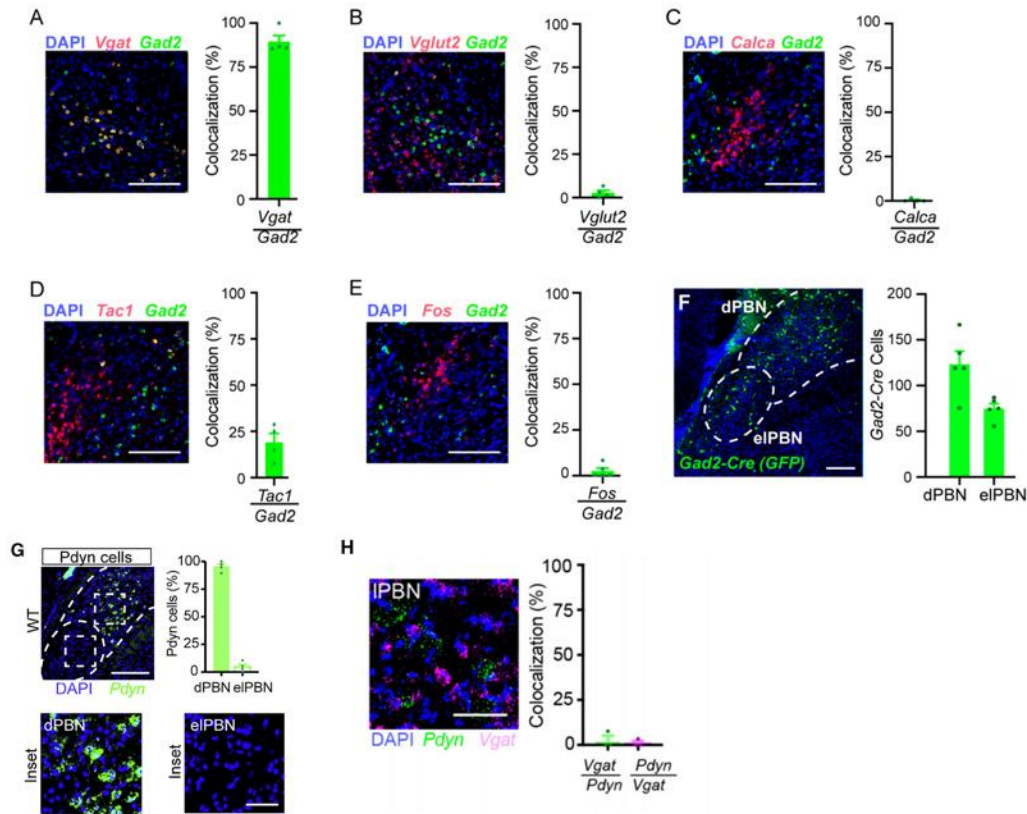 A
DAPI Vgat Gad2
Colocalization (%)
100
75
50
25
0
Vgat
Gad2
B
DAPI Vglut2 Gad2
Colocalization (%)
100
75
50
25
0
Vglut2
Gad2
C
DAPI Calca Gad2
Colocalization (%)
100
75
50
25
0
Calca
Gad2
D
DAPI Tac1 Gad2
Colocalization (%)
100
75
50
25
0
Tac1
Gad2
E
DAPI Fos Gad2
Colocalization (%)
100
75
50
25
0
Fos
Gad2
F
dPBN
elPBN
Gad2-Cre (GFP)
Gad2-Cre Cells
200
150
100
50
0
dPBN elPBN
G
Pdyn cells
WT
DAPI Pdyn
Pdyn cells (%)
100
75
50
25
0
dPBN elPBN
Inset
dPBN
Inset
elPBN
H
lPBN
DAPI Pdyn Vgat
Colocalization (%)
100
75
50
25
0
Vgat Pdyn
Pdyn Vgat